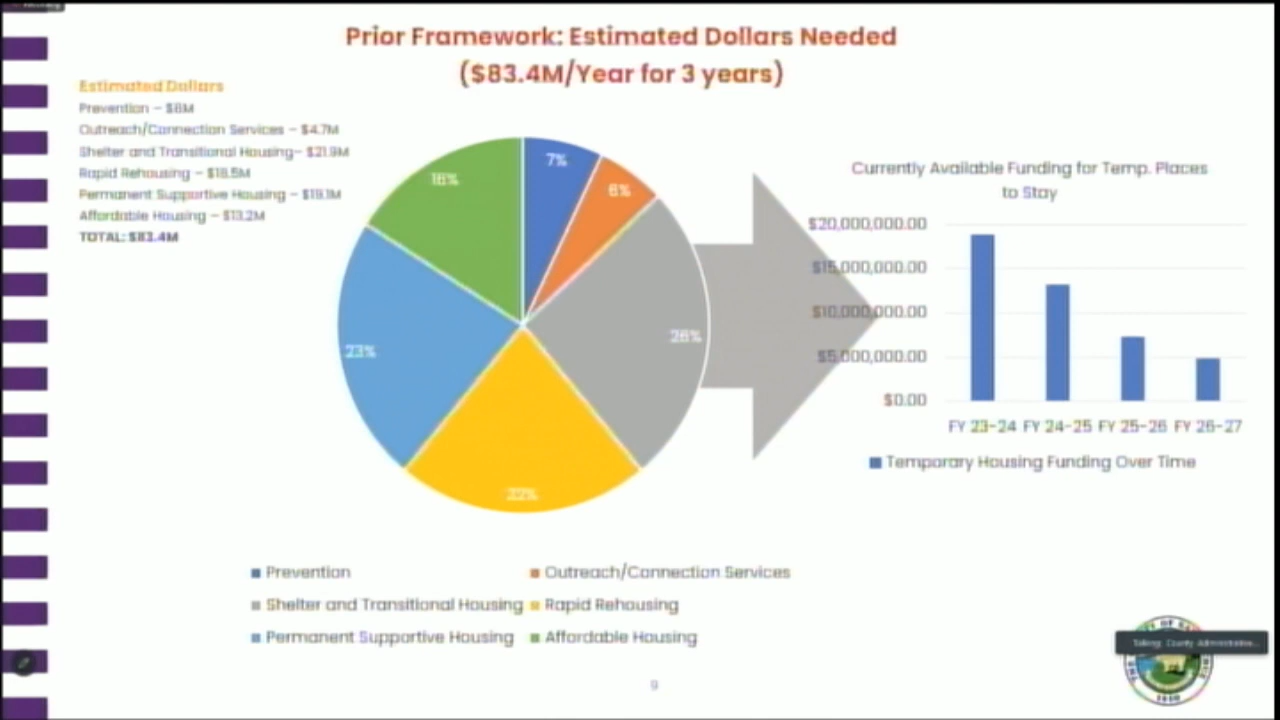 Prior Framework: Estimated Dollars Needed
($83.4M/Year for 3 years)
Estimated Dollars
Prevention – $6M
Outreach/Connection Services – $4.7M
Shelter and Transitional Housing– $21.9M
Rapid Rehousing – $18.5M
Permanent Supportive Housing – $19.1M
Affordable Housing – $13.2M
TOTAL: $83.4M
7%
6%
26%
22%
23%
16%
Currently Available Funding for Temp. Places
to Stay
$20,000,000.00
$15,000,000.00
$10,000,000.00
$5,000,000.00
$0.00
FY 23-24 FY 24-25 FY 25-26 FY 26-27
Temporary Housing Funding Over Time
Prevention
Outreach/Connection Services
Shelter and Transitional Housing
Rapid Rehousing
Permanent Supportive Housing
Affordable Housing
9
Talking: County Administrative...
1850